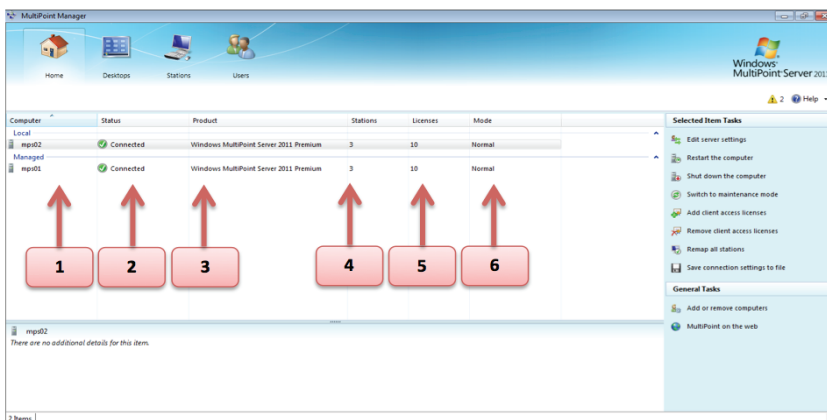 MultiPoint Manager
Home Desktops Stations Users
Windows
MultiPoint Server 2011
2 Help
Computer Status Product Stations Licenses Mode
Local
mps02 Connected Windows MultiPoint Server 2011 Premium 3 10 Normal
Managed
mps01 Connected Windows MultiPoint Server 2011 Premium 3 10 Normal
1 2 3 4 5 6
mps02
There are no additional details for this item.
Selected Item Tasks
Edit server settings
Restart the computer
Shut down the computer
Switch to maintenance mode
Add client access licenses
Remove client access licenses
Remap all stations
Save connection settings to file
General Tasks
Add or remove computers
MultiPoint on the web
2 Items